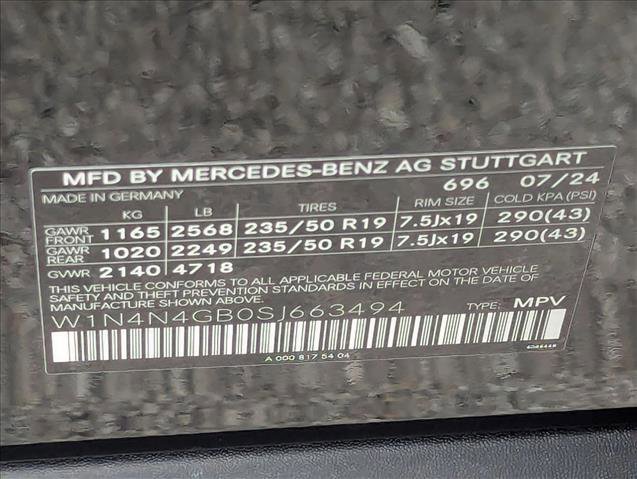 MFD BY MERCEDES-BENZ AG STUTTGART
MADE IN GERMANY 696 07/24
KG LB TIRES RIM SIZE COLD KPA (PSI)
GAWR FRONT 1165 2568 235/50 R19 7.5Jx19 290(43)
GAWR REAR 1020 2249 235/50 R19 7.5Jx19 290(43)
GVWR 2140 4718
THIS VEHICLE CONFORMS TO ALL APPLICABLE FEDERAL MOTOR VEHICLE
SAFETY AND THEFT PREVENTION STANDARDS IN EFFECT ON THE DATE OF
MANUFACTURE SHOWN ABOVE.
W1N4N4GB0SJ663494 TYPE: MPV
A 000 817 54 04